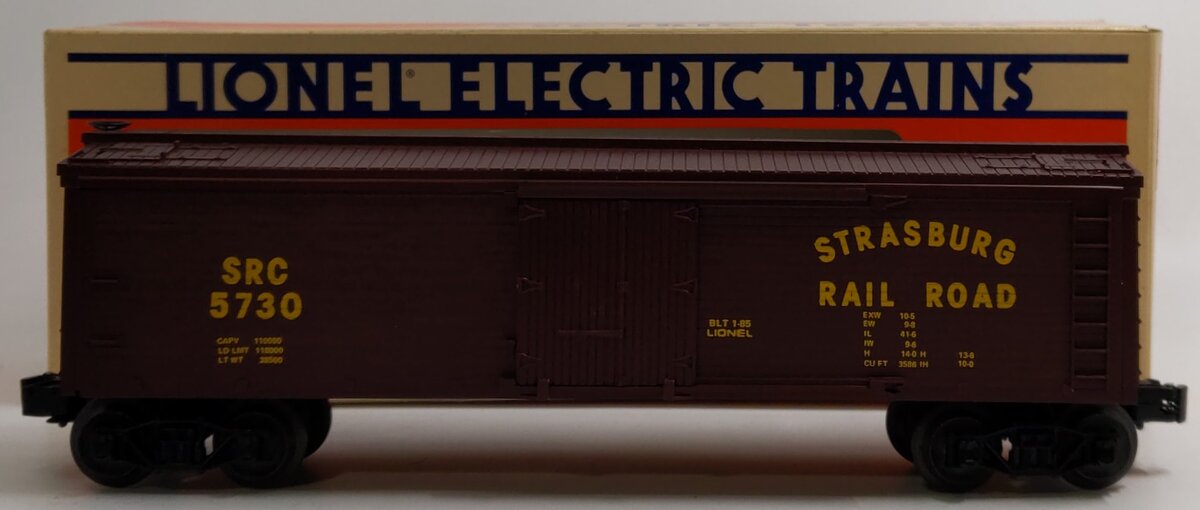 LIONEL® ELECTRIC TRAINS
SRC
5730
CAPY 110000
LD LMT 110000
LT WT 38500
BLT 1-85
LIONEL
STRASBURG
RAIL ROAD
EXW 10-5
EW 9-8
IL 41-6
IW 9-6
H 14-0 H 13-6
CU FT 3586 IH 10-0